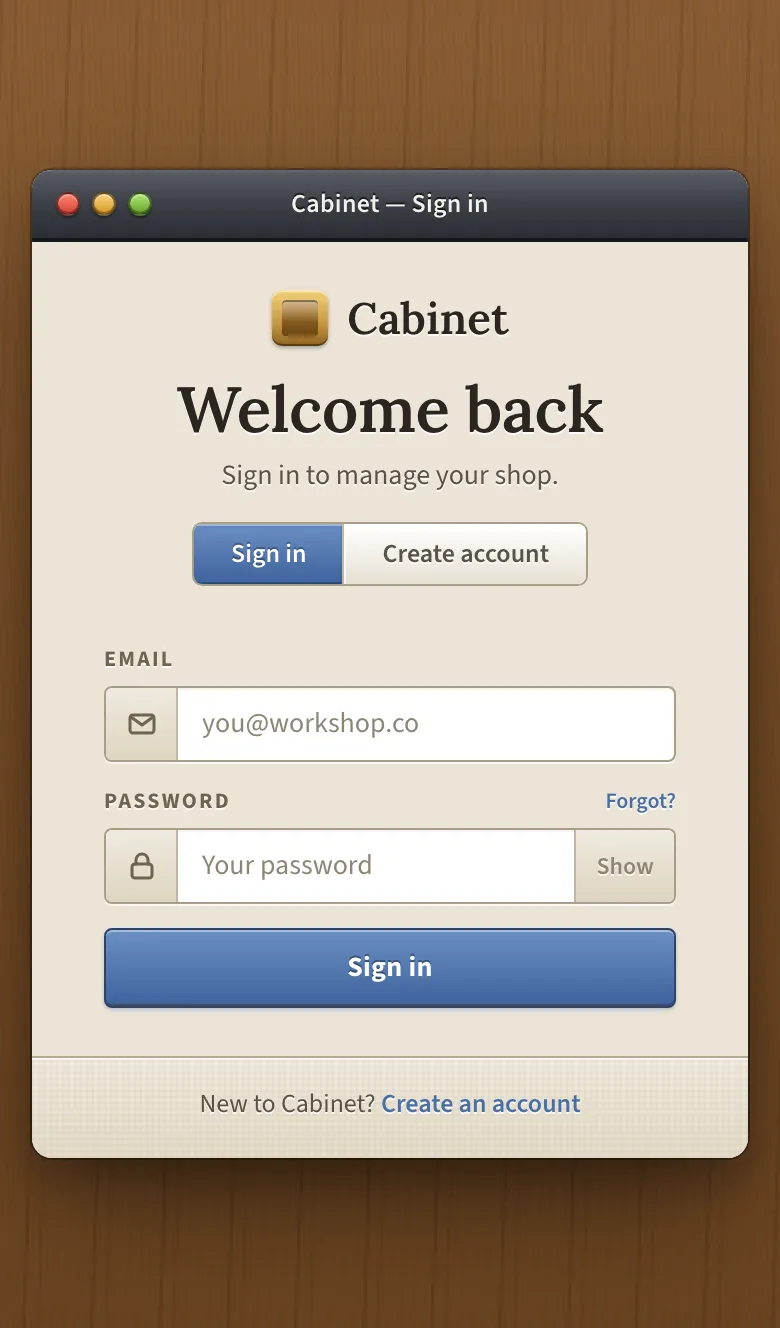 Cabinet — Sign in
Cabinet
Welcome back
Sign in to manage your shop.
Sign in
Create account
EMAIL
you@workshop.co
PASSWORD
Forgot?
Your password
Show
Sign in
New to Cabinet? Create an account